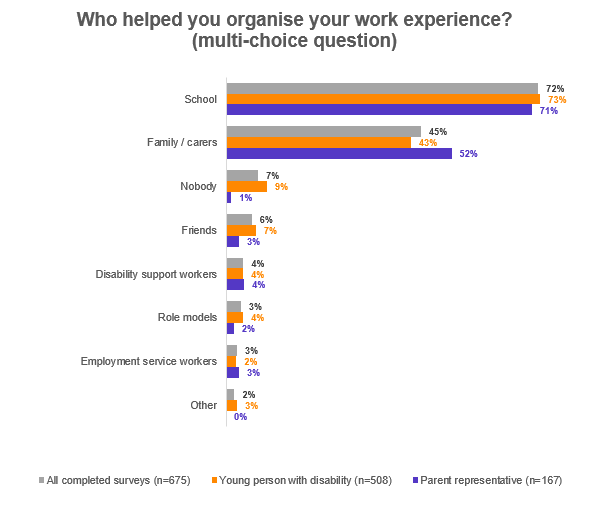 Who helped you organise your work experience?
(multi-choice question)
School
72%
73%
71%
Family / carers
45%
43%
52%
Nobody
7%
9%
1%
Friends
6%
7%
3%
Disability support workers
4%
4%
4%
Role models
3%
4%
2%
Employment service workers
3%
2%
3%
Other
2%
3%
0%
All completed surveys (n=675) Young person with disability (n=508) Parent representative (n=167)